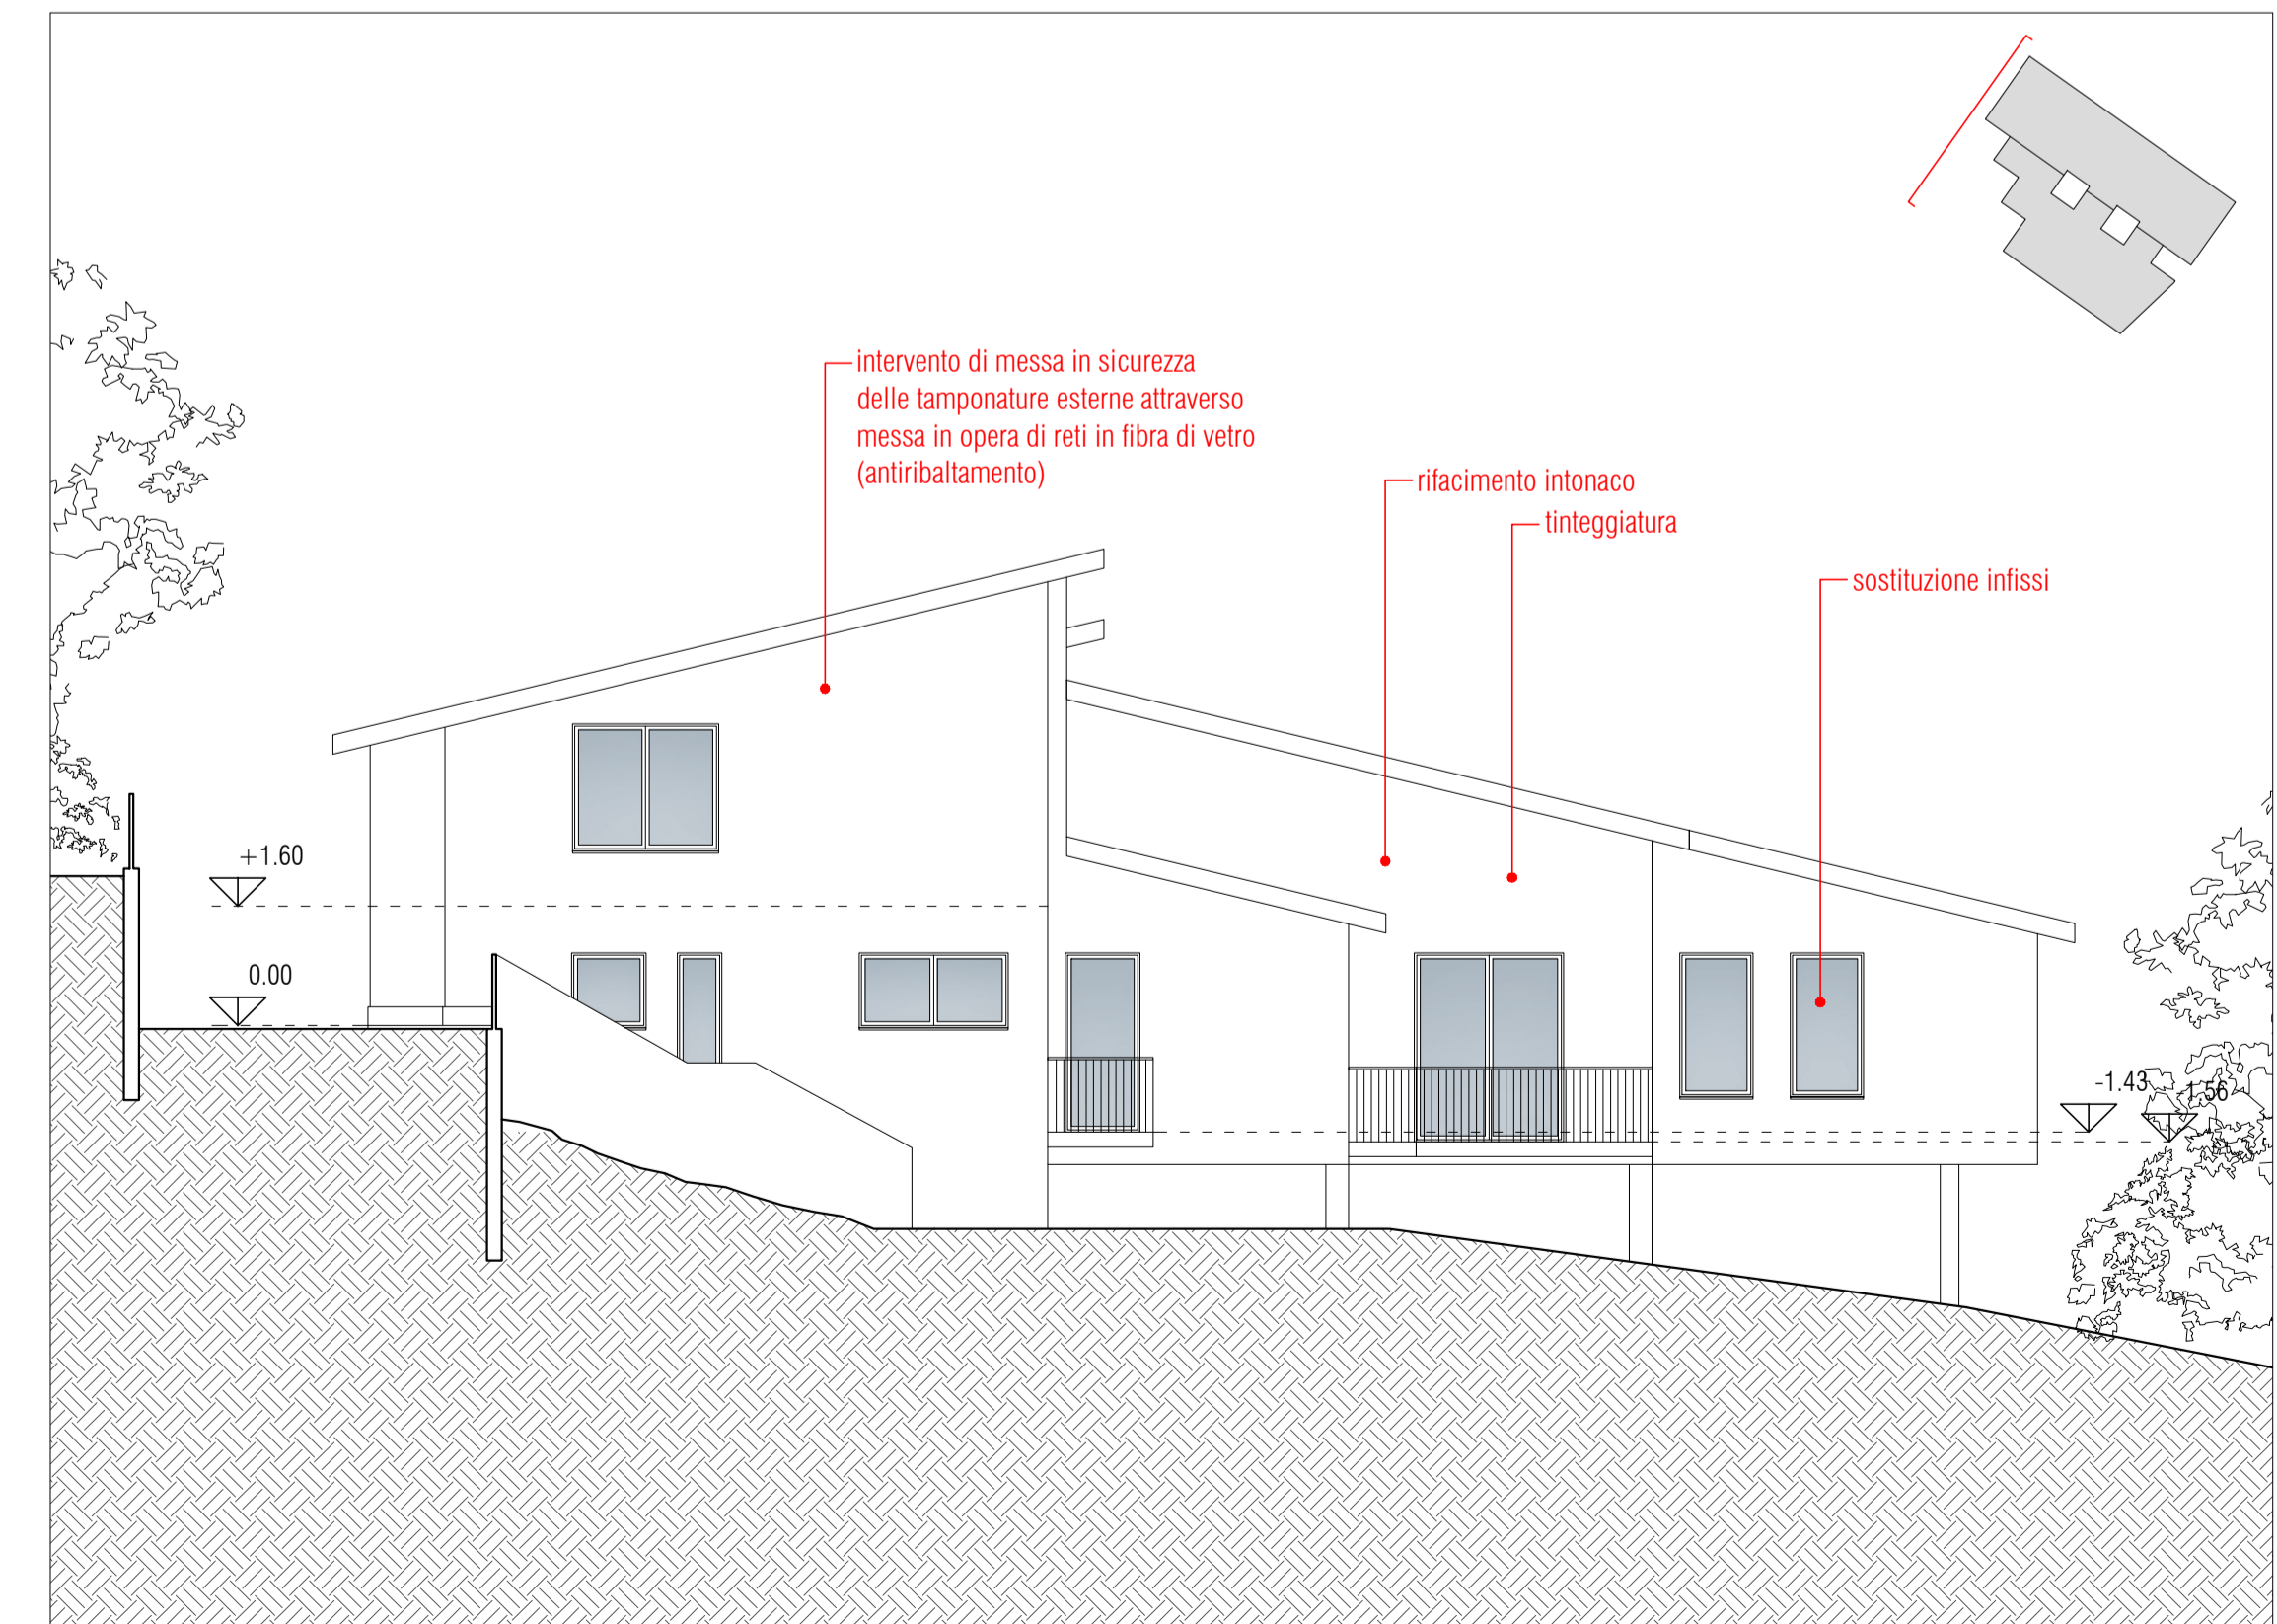 intervento di messa in sicurezza
delle tamponature esterne attraverso
messa in opera di reti in fibra di vetro
(antiribaltamento)
rifacimento intonaco
tinteggiatura
sostituzione infissi
+1.60
0.00
-1.43
-1.56